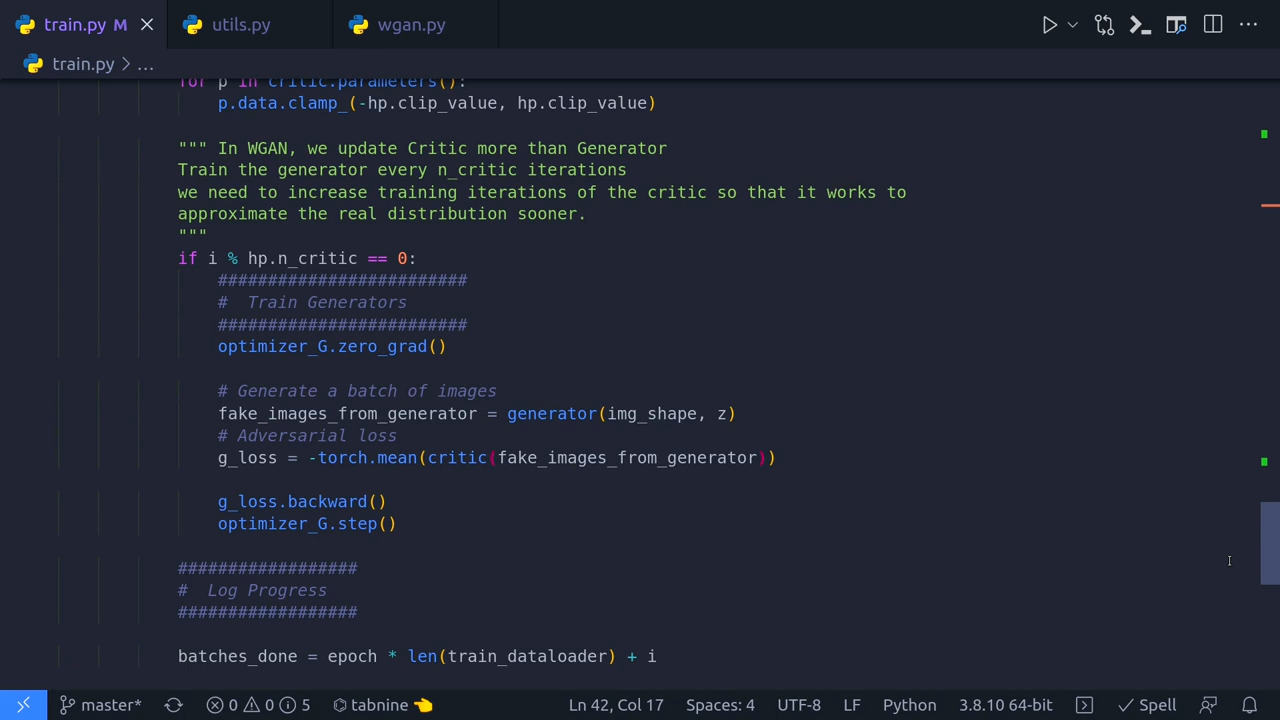 train.py M
utils.py
wgan.py
train.py > ...
for p in critic.parameters():
p.data.clamp_(-hp.clip_value, hp.clip_value)
""" In WGAN, we update Critic more than Generator
Train the generator every n_critic iterations
we need to increase training iterations of the critic so that it works to
approximate the real distribution sooner.
"""
if i % hp.n_critic == 0:
#########################
#  Train Generators
#########################
optimizer_G.zero_grad()
# Generate a batch of images
fake_images_from_generator = generator(img_shape, z)
# Adversarial loss
g_loss = -torch.mean(critic(fake_images_from_generator))
g_loss.backward()
optimizer_G.step()
##################
#  Log Progress
##################
batches_done = epoch * len(train_dataloader) + i
master* 0 0 5 tabnine Ln 42, Col 17 Spaces: 4 UTF-8 LF Python 3.8.10 64-bit Spell